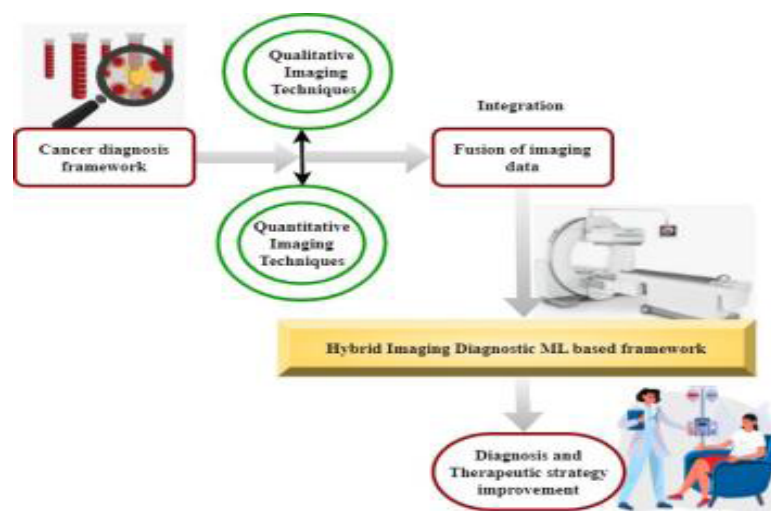 Qualitative
Imaging
Techniques
Integration
Cancer diagnosis
framework
Fusion of imaging
data
Quantitative
Imaging
Techniques
Hybrid Imaging Diagnostic ML based framework
Diagnosis and
Therapeutic strategy
improvement